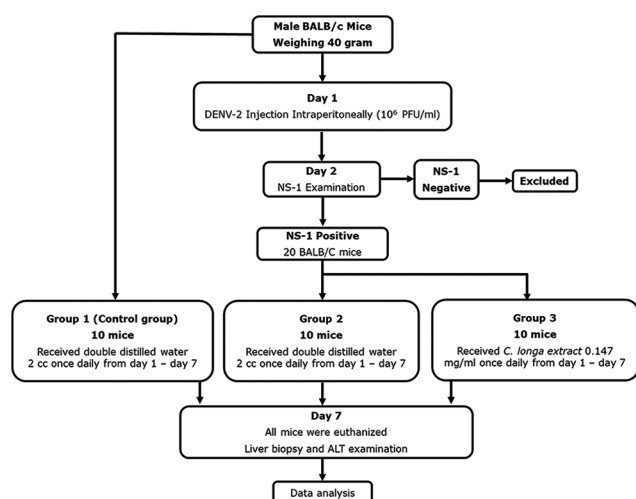 Male BALB/c Mice
Weighing 40 gram
Day 1
DENV-2 Injection Intraperitoneally (10⁶ PFU/ml)
Day 2
NS-1 Examination
NS-1
Negative
Excluded
NS-1 Positive
20 BALB/C mice
Group 1 (Control group)
10 mice
Received double distilled water
2 cc once daily from day 1 – day 7
Group 2
10 mice
Received double distilled water
2 cc once daily from day 1 – day 7
Group 3
10 mice
Received C. longa extract 0.147
mg/ml once daily from day 1 – day 7
Day 7
All mice were euthanized
Liver biopsy and ALT examination
Data analysis